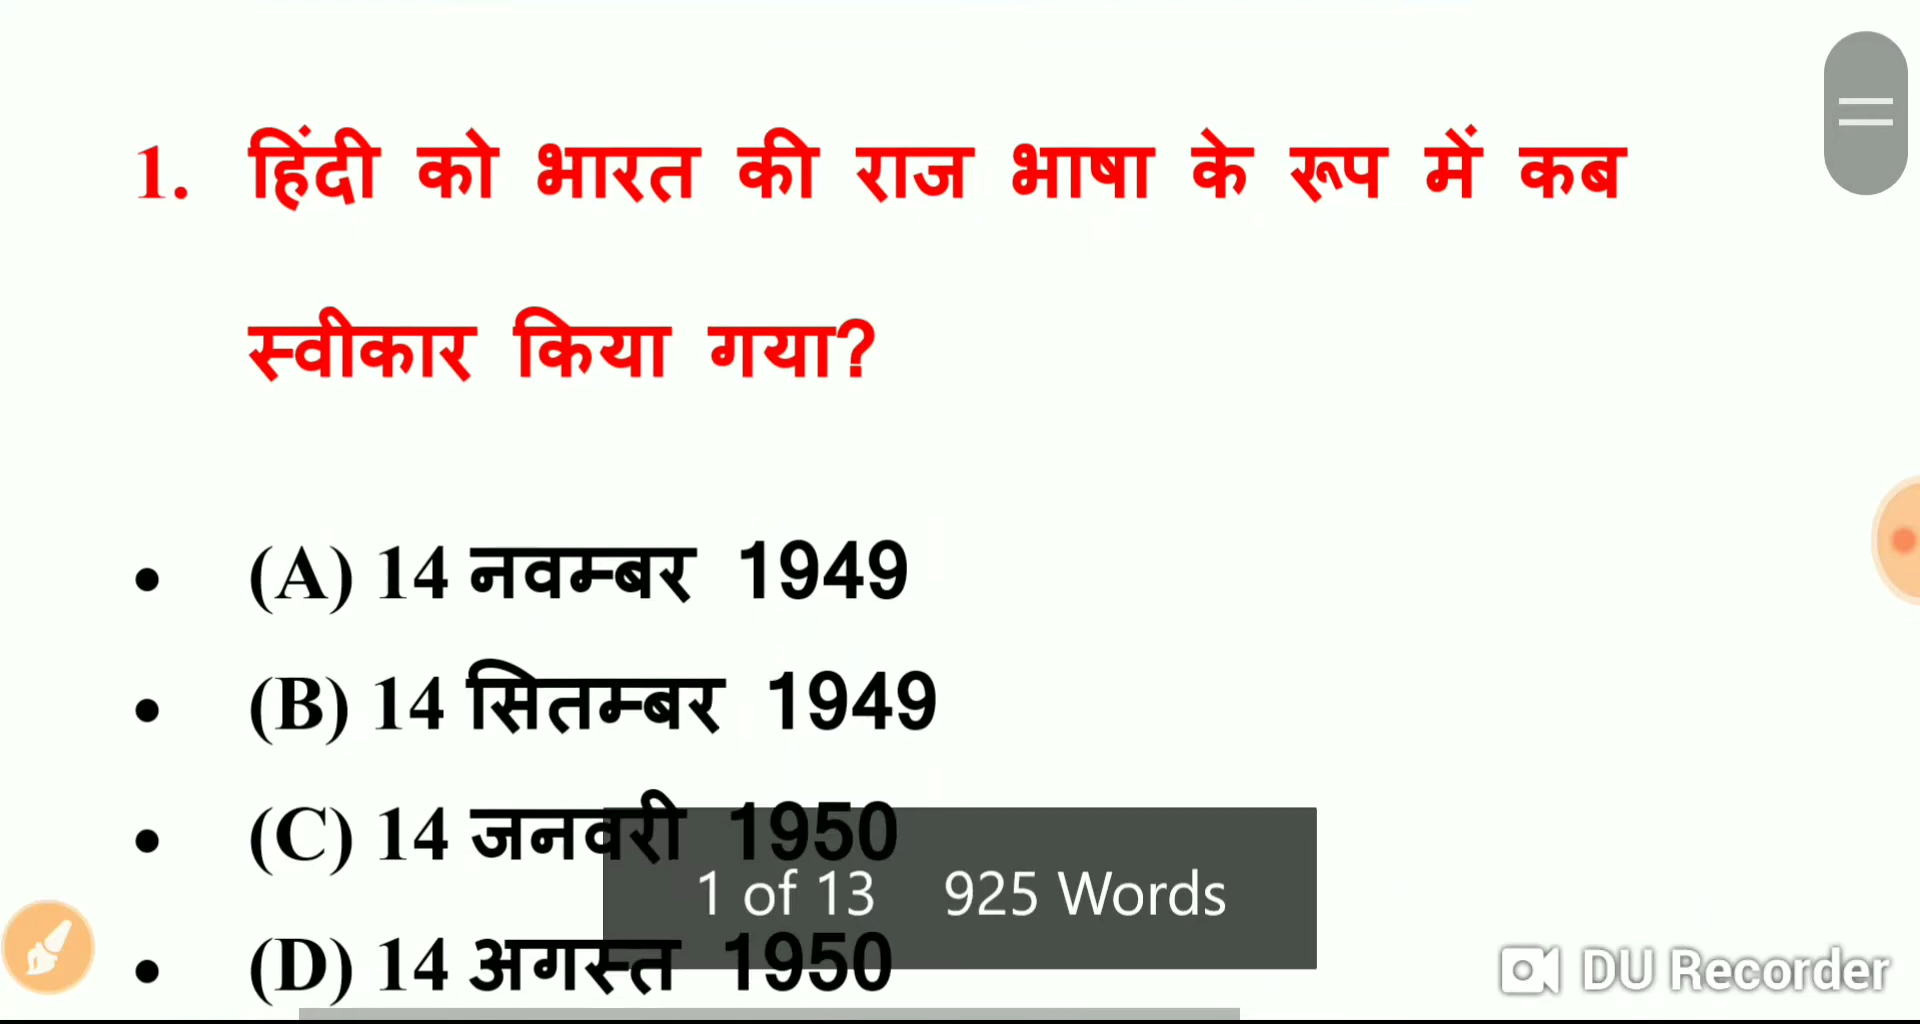 1. हिंदी को भारत की राज भाषा के रूप में कब
स्वीकार किया गया?
• (A) 14 नवम्बर 1949
• (B) 14 सितम्बर 1949
• (C) 14 जनवरी 1950
1 of 13 925 Words
• (D) 14 अगस्त 1950
DU Recorder